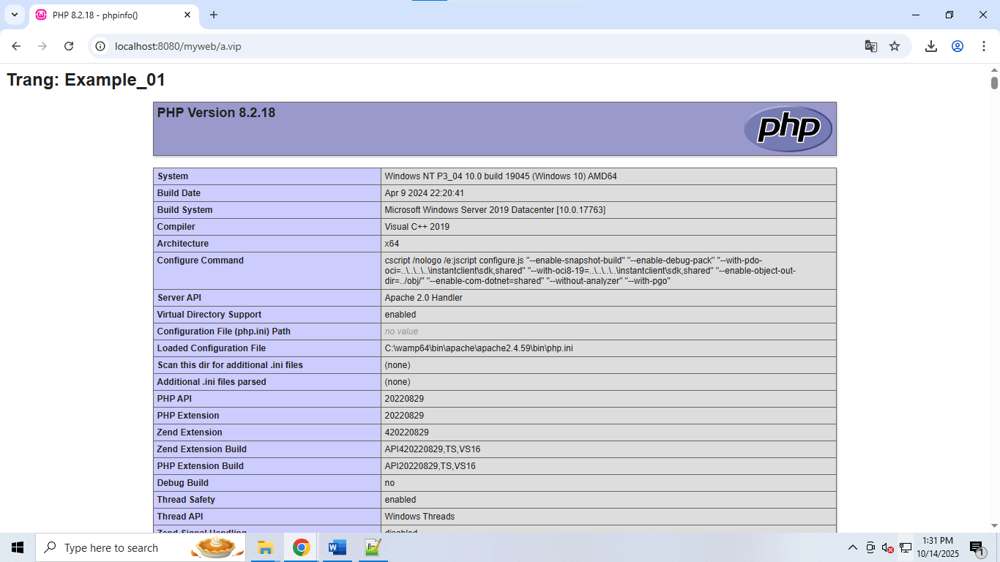 PHP 8.2.18 - phpinfo()
localhost:8080/myweb/a.vip
Trang: Example_01
PHP Version 8.2.18
php
System Windows NT P3_04 10.0 build 19045 (Windows 10) AMD64
Build Date Apr 9 2024 22:20:41
Build System Microsoft Windows Server 2019 Datacenter [10.0.17763]
Compiler Visual C++ 2019
Architecture x64
Configure Command cscript /nologo /e:jscript configure.js "--enable-snapshot-build" "--enable-debug-pack" "--with-pdo-
oci=..\..\..\..\instantclient\sdk,shared" "--with-oci8-19=..\..\..\..\instantclient\sdk,shared" "--enable-object-out-
dir=../obj/" "--enable-com-dotnet=shared" "--without-analyzer" "--with-pgo"
Server API Apache 2.0 Handler
Virtual Directory Support enabled
Configuration File (php.ini) Path no value
Loaded Configuration File C:\wamp64\bin\apache\apache2.4.59\bin\php.ini
Scan this dir for additional .ini files (none)
Additional .ini files parsed (none)
PHP API 20220829
PHP Extension 20220829
Zend Extension 420220829
Zend Extension Build API420220829,TS,VS16
PHP Extension Build API20220829,TS,VS16
Debug Build no
Thread Safety enabled
Thread API Windows Threads
Zend Signal Handling disabled
Type here to search
1:31 PM
10/14/2025
1